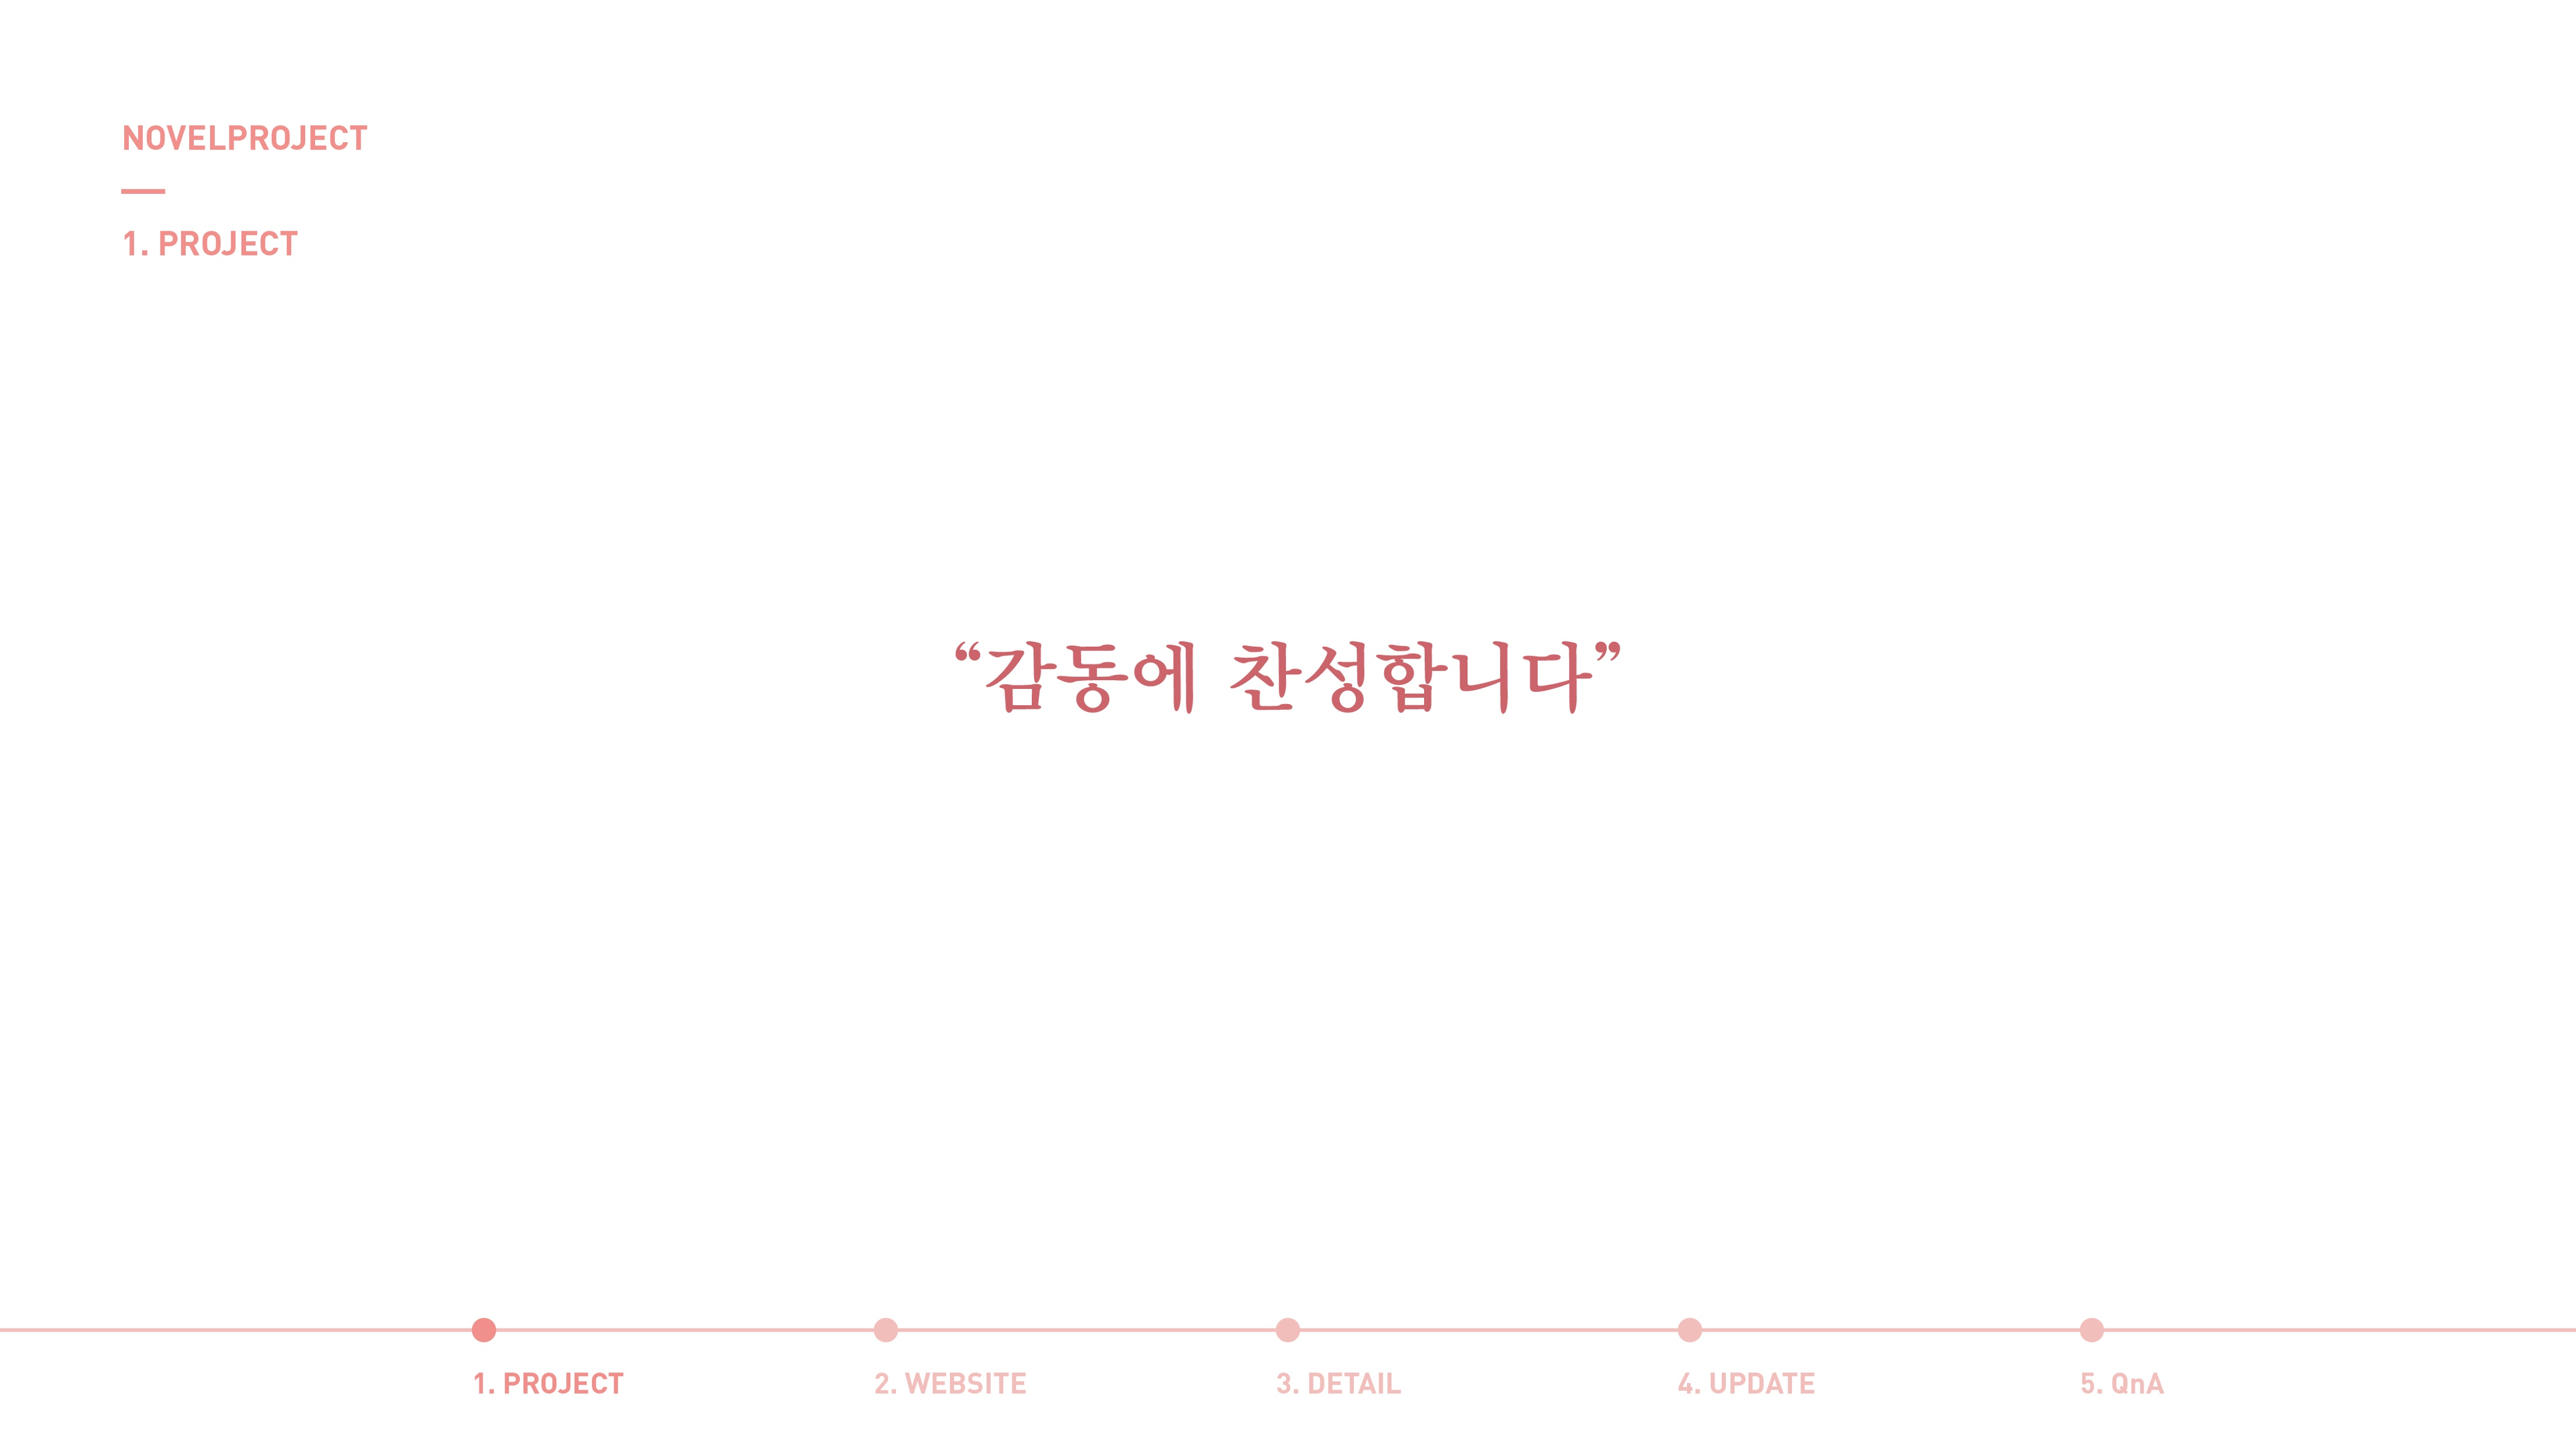 NOVELPROJECT
1. PROJECT
“감동에 찬성합니다”
1. PROJECT
2. WEBSITE
3. DETAIL
4. UPDATE
5. QnA